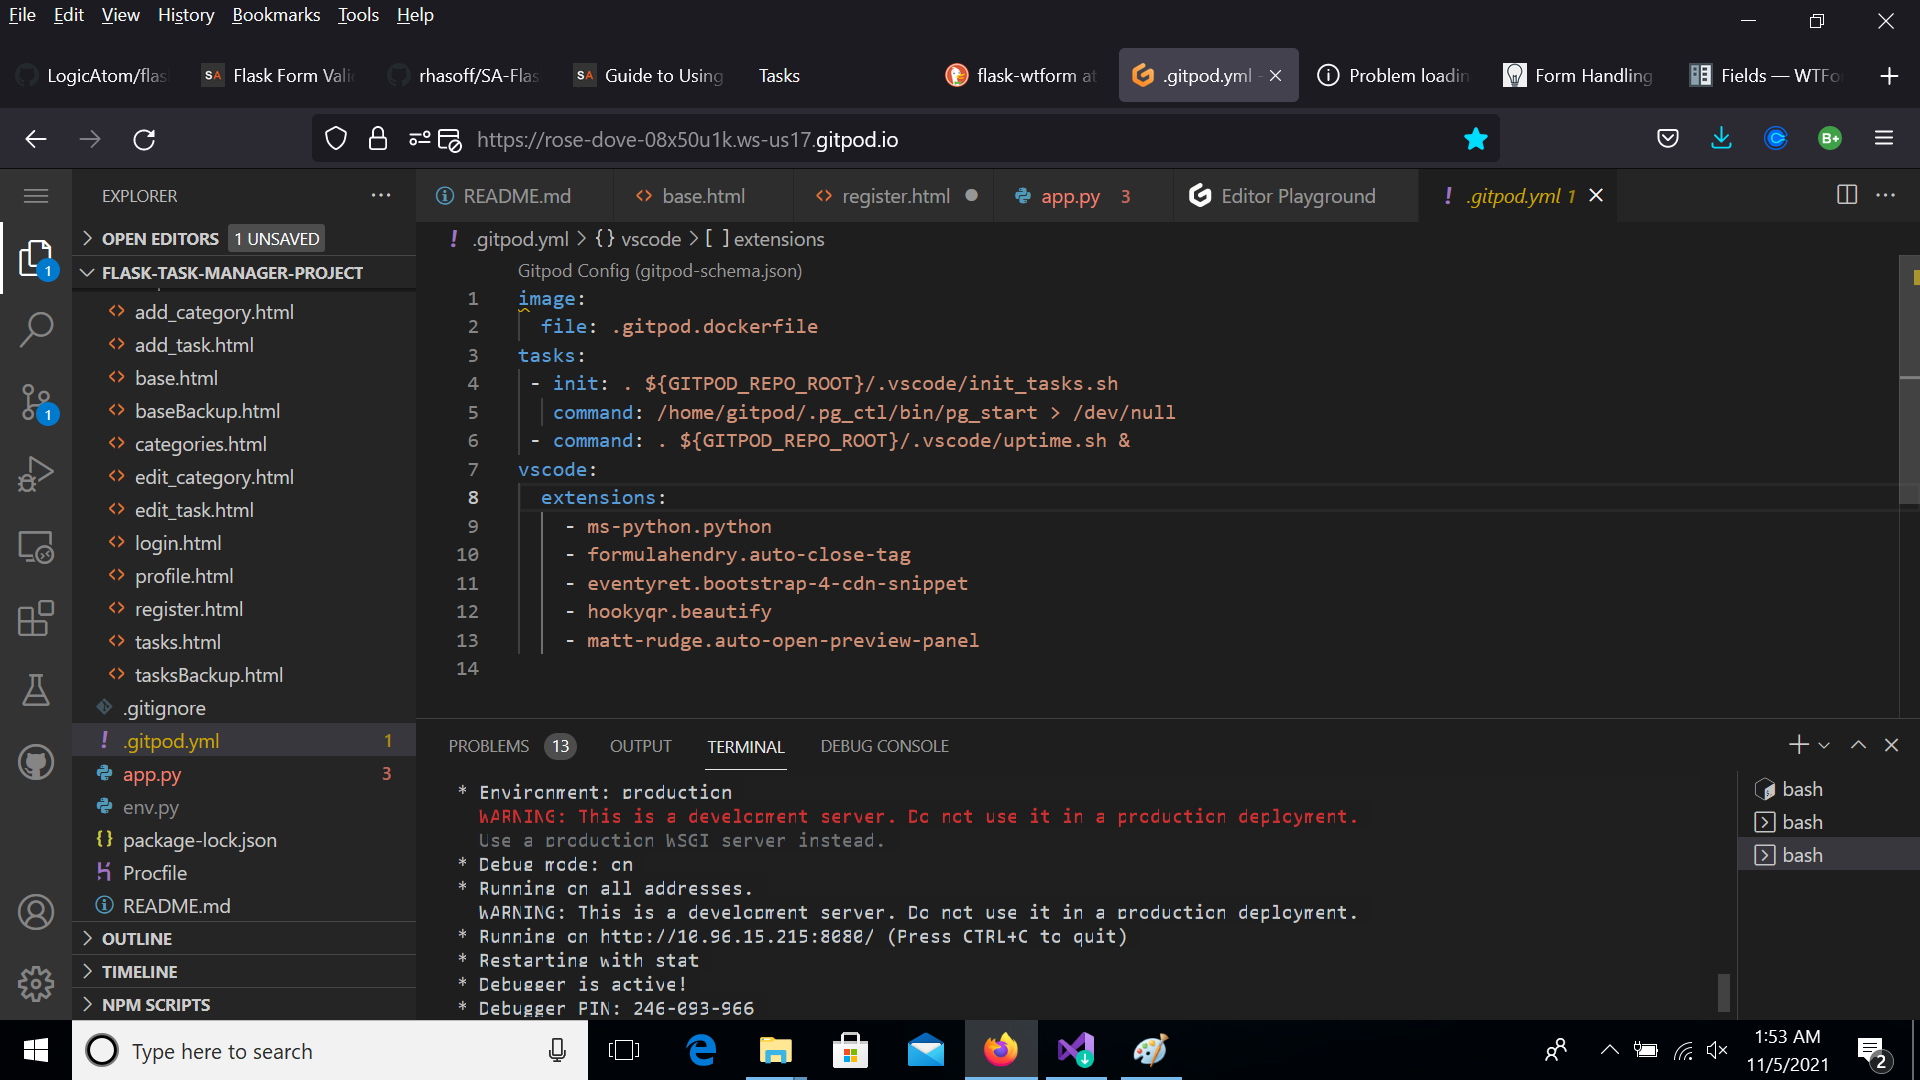 File Edit View History Bookmarks Tools Help
LogicAtom/flas
Flask Form Vali
rhasoff/SA-Flas
Guide to Using
Tasks
flask-wtform at
.gitpod.yml -
Problem loadin
Form Handling
Fields — WTFo
https://rose-dove-08x50u1k.ws-us17.gitpod.io
EXPLORER
OPEN EDITORS 1 UNSAVED
FLASK-TASK-MANAGER-PROJECT
add_category.html
add_task.html
base.html
baseBackup.html
categories.html
edit_category.html
edit_task.html
login.html
profile.html
register.html
tasks.html
tasksBackup.html
.gitignore
.gitpod.yml 1
app.py 3
env.py
package-lock.json
Procfile
README.md
OUTLINE
TIMELINE
NPM SCRIPTS
1
1
README.md
base.html
register.html
app.py 3
Editor Playground
.gitpod.yml 1
.gitpod.yml > {} vscode > [ ] extensions
Gitpod Config (gitpod-schema.json)
1 image:
2 file: .gitpod.dockerfile
3 tasks:
4 - init: . ${GITPOD_REPO_ROOT}/.vscode/init_tasks.sh
5 command: /home/gitpod/.pg_ctl/bin/pg_start > /dev/null
6 - command: . ${GITPOD_REPO_ROOT}/.vscode/uptime.sh &
7 vscode:
8 extensions:
9 - ms-python.python
10 - formulahendry.auto-close-tag
11 - eventyret.bootstrap-4-cdn-snippet
12 - hookyqr.beautify
13 - matt-rudge.auto-open-preview-panel
14
PROBLEMS 13 OUTPUT TERMINAL DEBUG CONSOLE
* Environment: production
WARNING: This is a development server. Do not use it in a production deployment.
Use a production WSGI server instead.
* Debug mode: on
* Running on all addresses.
WARNING: This is a development server. Do not use it in a production deployment.
* Running on http://10.96.15.215:8080/ (Press CTRL+C to quit)
* Restarting with stat
* Debugger is active!
* Debugger PIN: 246-093-966
bash
bash
bash
Type here to search
1:53 AM
11/5/2021
2